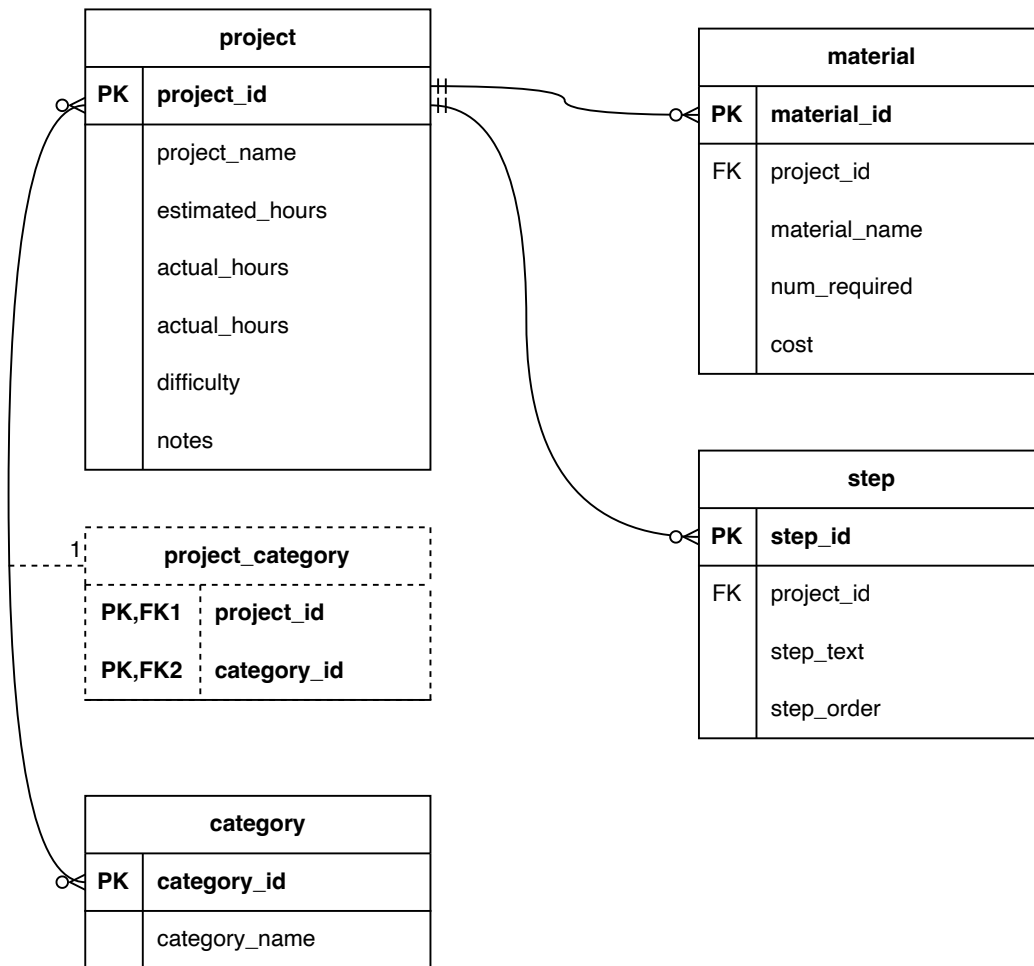 project
PK project_id
project_name
estimated_hours
actual_hours
actual_hours
difficulty
notes
material
PK material_id
FK project_id
material_name
num_required
cost
step
PK step_id
FK project_id
step_text
step_order
1
project_category
PK,FK1 project_id
PK,FK2 category_id
category
PK category_id
category_name